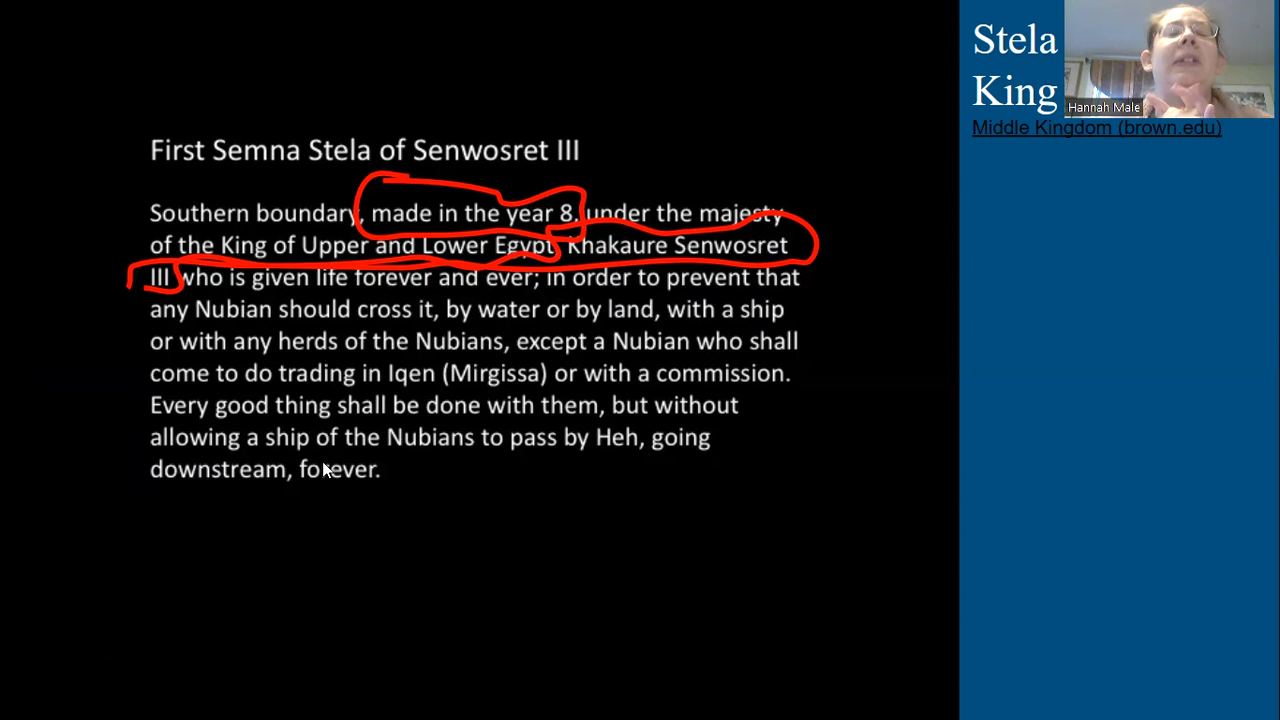 First Semna Stela of Senwosret III
Southern boundary, made in the year 8, under the majesty
of the King of Upper and Lower Egypt, Khakaure Senwosret
III who is given life forever and ever; in order to prevent that
any Nubian should cross it, by water or by land, with a ship
or with any herds of the Nubians, except a Nubian who shall
come to do trading in Iqen (Mirgissa) or with a commission.
Every good thing shall be done with them, but without
allowing a ship of the Nubians to pass by Heh, going
downstream, forever.
Stela
King
Hannah Male
Middle Kingdom (brown.edu)